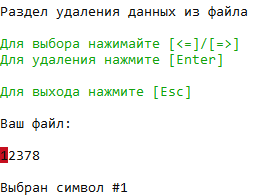 Раздел удаления данных из файла
Для выбора нажимайте [<=]/[=>]
Для удаления нажмите [Enter]
Для выхода нажмите [Esc]
Ваш файл:
12378
Выбран символ #1